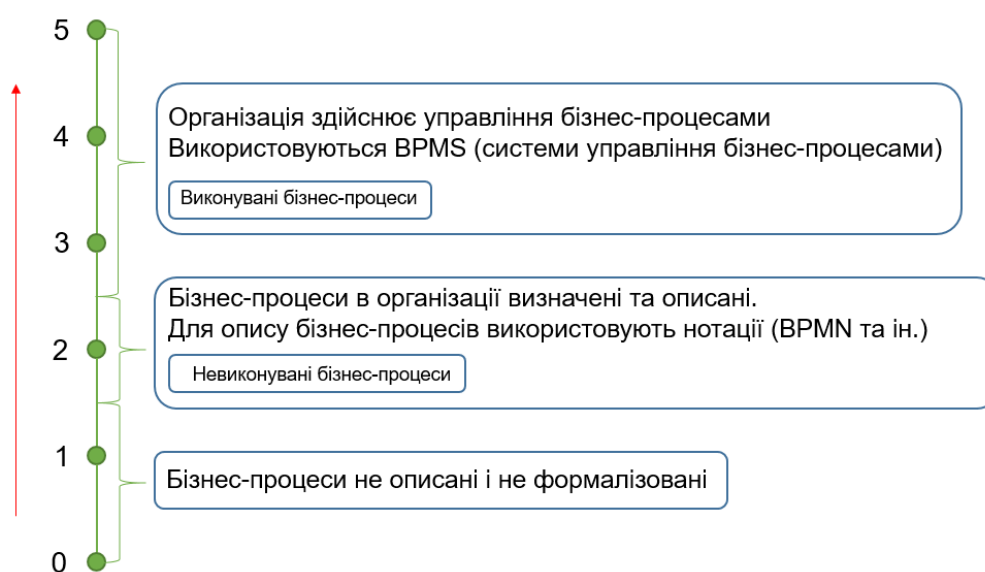 5
4
Організація здійснює управління бізнес-процесами
Використовуються BPMS (системи управління бізнес-процесами)
Виконувані бізнес-процеси
3
Бізнес-процеси в організації визначені та описані.
Для опису бізнес-процесів використовують нотації (BPMN та ін.)
2
Невиконувані бізнес-процеси
1
Бізнес-процеси не описані і не формалізовані
0